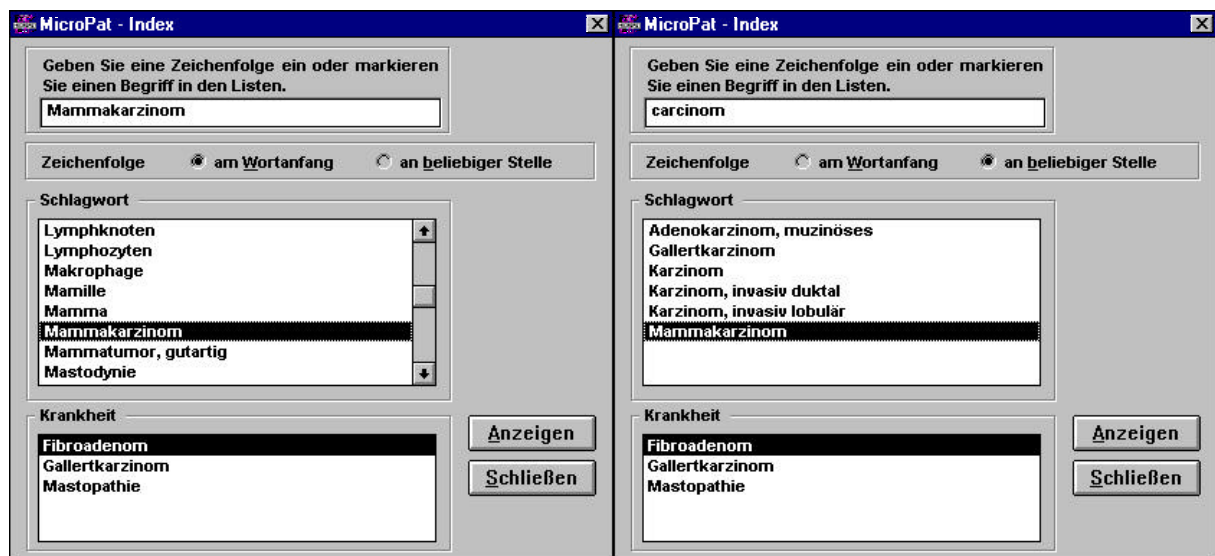 MicroPat - Index
Geben Sie eine Zeichenfolge ein oder markieren
Sie einen Begriff in den Listen.
Mammakarzinom
Zeichenfolge am Wortanfang an beliebiger Stelle
Schlagwort
Lymphknoten
Lymphozyten
Makrophage
Mamille
Mamma
Mammakarzinom
Mammatumor, gutartig
Mastodynie
Krankheit
Fibroadenom
Gallertkarzinom
Mastopathie
Anzeigen
Schließen
MicroPat - Index
Geben Sie eine Zeichenfolge ein oder markieren
Sie einen Begriff in den Listen.
carcinom
Zeichenfolge am Wortanfang an beliebiger Stelle
Schlagwort
Adenokarzinom, muzinöses
Gallertkarzinom
Karzinom
Karzinom, invasiv duktal
Karzinom, invasiv lobulär
Mammakarzinom
Krankheit
Fibroadenom
Gallertkarzinom
Mastopathie
Anzeigen
Schließen